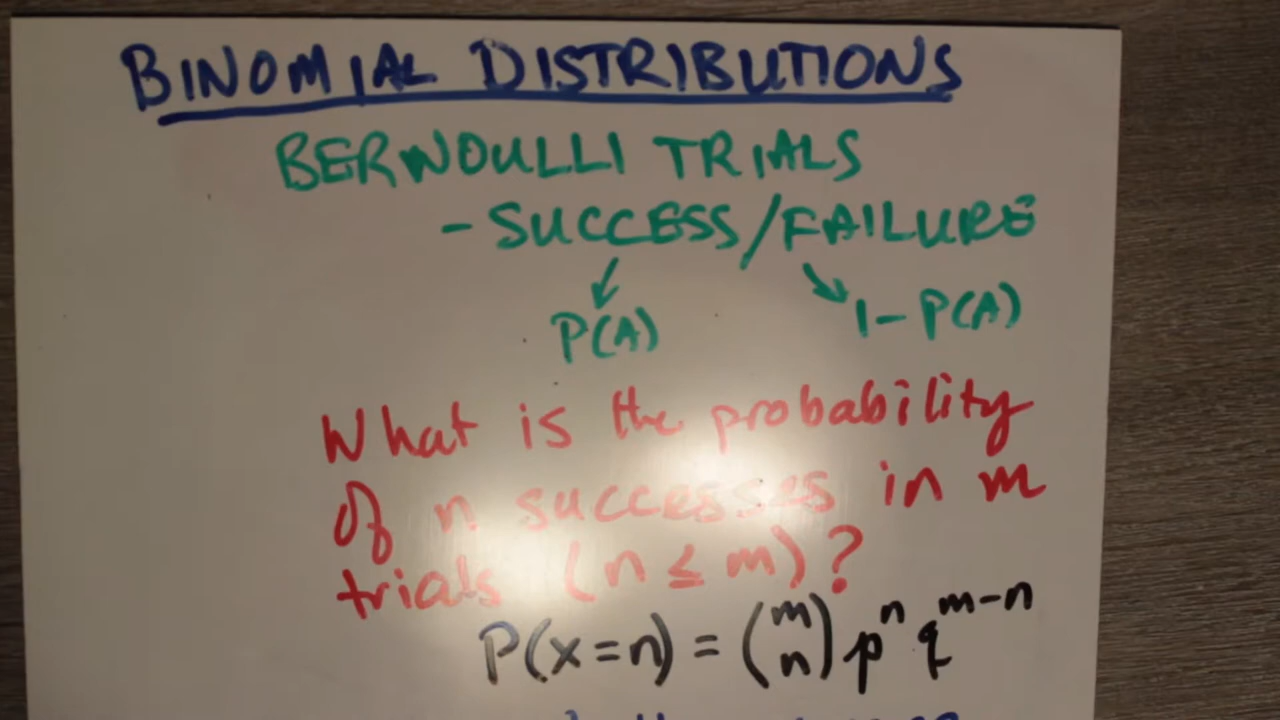 BINOMIAL DISTRIBUTIONS
BERNOULLI TRIALS
- SUCCESS/FAILURE
P(A) 1-P(A)
What is the probability
of n successes in m
trials (n ≤ m)?
P(x=n) = (m n) p^n q^(m-n)